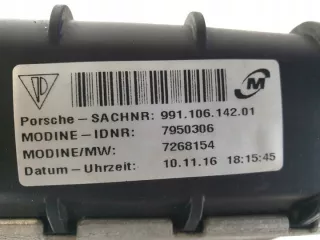 Porsche - SACHNR: 991.106.142.01
MODINE - IDNR: 7950306
MODINE/MW: 7268154
Datum - Uhrzeit: 10.11.16 18:15:45